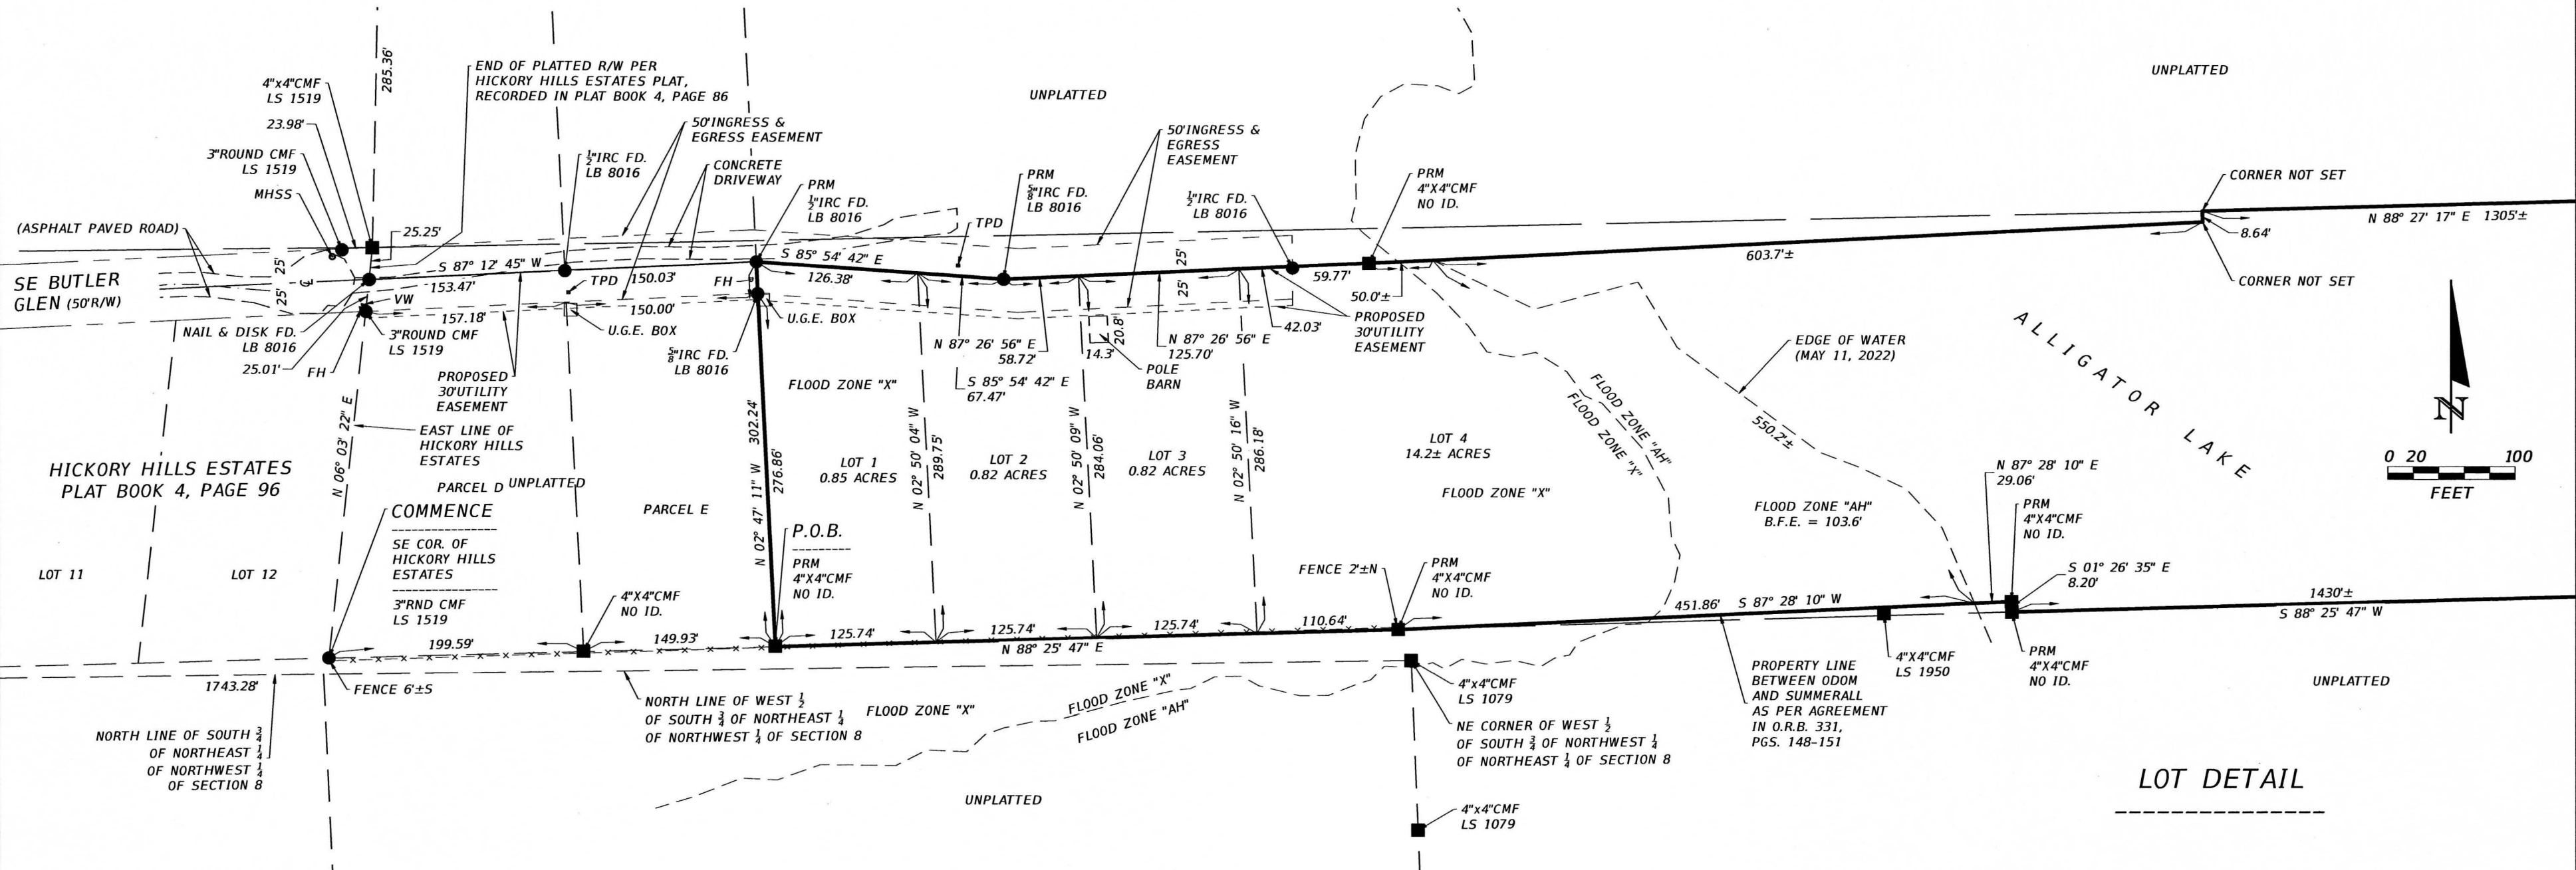 285.36'
4"x4"CMF
LS 1519
23.98'
3"ROUND CMF
LS 1519
MHSS
END OF PLATTED R/W PER
HICKORY HILLS ESTATES PLAT,
RECORDED IN PLAT BOOK 4, PAGE 86
(ASPHALT PAVED ROAD)
25.25'
½"IRC FD.
LB 8016
50'INGRESS &
EGRESS EASEMENT
CONCRETE
DRIVEWAY
PRM
½"IRC FD.
LB 8016
UNPLATTED
TPD
PRM
⅝"IRC FD.
LB 8016
50'INGRESS &
EGRESS
EASEMENT
½"IRC FD.
LB 8016
PRM
4"X4"CMF
NO ID.
UNPLATTED
CORNER NOT SET
N 88° 27' 17" E 1305'±
8.64'
CORNER NOT SET
603.7'±
SE BUTLER
GLEN (50'R/W)
25'
25'
℄
S 87° 12' 45" W
153.47'
TPD
150.03'
FH
S 85° 54' 42" E
126.38'
25'
25'
59.77'
50.0'±
VW
157.18'
150.00'
U.G.E. BOX
U.G.E. BOX
NAIL & DISK FD.
LB 8016
25.01'
FH
3"ROUND CMF
LS 1519
⅝"IRC FD.
LB 8016
PROPOSED
30'UTILITY
EASEMENT
N 87° 26' 56" E
58.72'
S 85° 54' 42" E
67.47'
14.3'
20.8'
POLE
BARN
N 87° 26' 56" E
125.70'
42.03'
PROPOSED
30'UTILITY
EASEMENT
EDGE OF WATER
(MAY 11, 2022)
ALLIGATOR LAKE
N
0 20 100
FEET
FLOOD ZONE "X"
FLOOD ZONE "AH"
FLOOD ZONE "X"
550.2'±
N 06° 03' 22" E
EAST LINE OF
HICKORY HILLS
ESTATES
HICKORY HILLS ESTATES
PLAT BOOK 4, PAGE 96
PARCEL D
UNPLATTED
PARCEL E
N 02° 47' 11" W 302.24'
276.86'
LOT 1
0.85 ACRES
N 02° 50' 04" W
289.75'
LOT 2
0.82 ACRES
N 02° 50' 09" W
284.06'
LOT 3
0.82 ACRES
N 02° 50' 16" W
286.18'
LOT 4
14.2± ACRES
FLOOD ZONE "X"
FLOOD ZONE "AH"
B.F.E. = 103.6'
N 87° 28' 10" E
29.06'
PRM
4"X4"CMF
NO ID.
S 01° 26' 35" E
8.20'
COMMENCE
SE COR. OF
HICKORY HILLS
ESTATES
3"RND CMF
LS 1519
P.O.B.
PRM
4"X4"CMF
NO ID.
LOT 11
LOT 12
4"X4"CMF
NO ID.
FENCE 2'±N
PRM
4"X4"CMF
NO ID.
199.59'
149.93'
125.74'
125.74'
125.74'
110.64'
N 88° 25' 47" E
451.86'
S 87° 28' 10" W
1430'±
S 88° 25' 47" W
1743.28'
FENCE 6'±S
4"X4"CMF
LS 1950
PRM
4"X4"CMF
NO ID.
UNPLATTED
NORTH LINE OF SOUTH ¾
OF NORTHEAST ¼
OF NORTHWEST ¼
OF SECTION 8
NORTH LINE OF WEST ½
OF SOUTH ¾ OF NORTHEAST ¼
OF NORTHWEST ¼ OF SECTION 8
FLOOD ZONE "X"
FLOOD ZONE "X"
FLOOD ZONE "AH"
4"x4"CMF
LS 1079
NE CORNER OF WEST ½
OF SOUTH ¾ OF NORTHWEST ¼
OF NORTHEAST ¼ OF SECTION 8
PROPERTY LINE
BETWEEN ODOM
AND SUMMERALL
AS PER AGREEMENT
IN O.R.B. 331,
PGS. 148-151
UNPLATTED
4"x4"CMF
LS 1079
LOT DETAIL